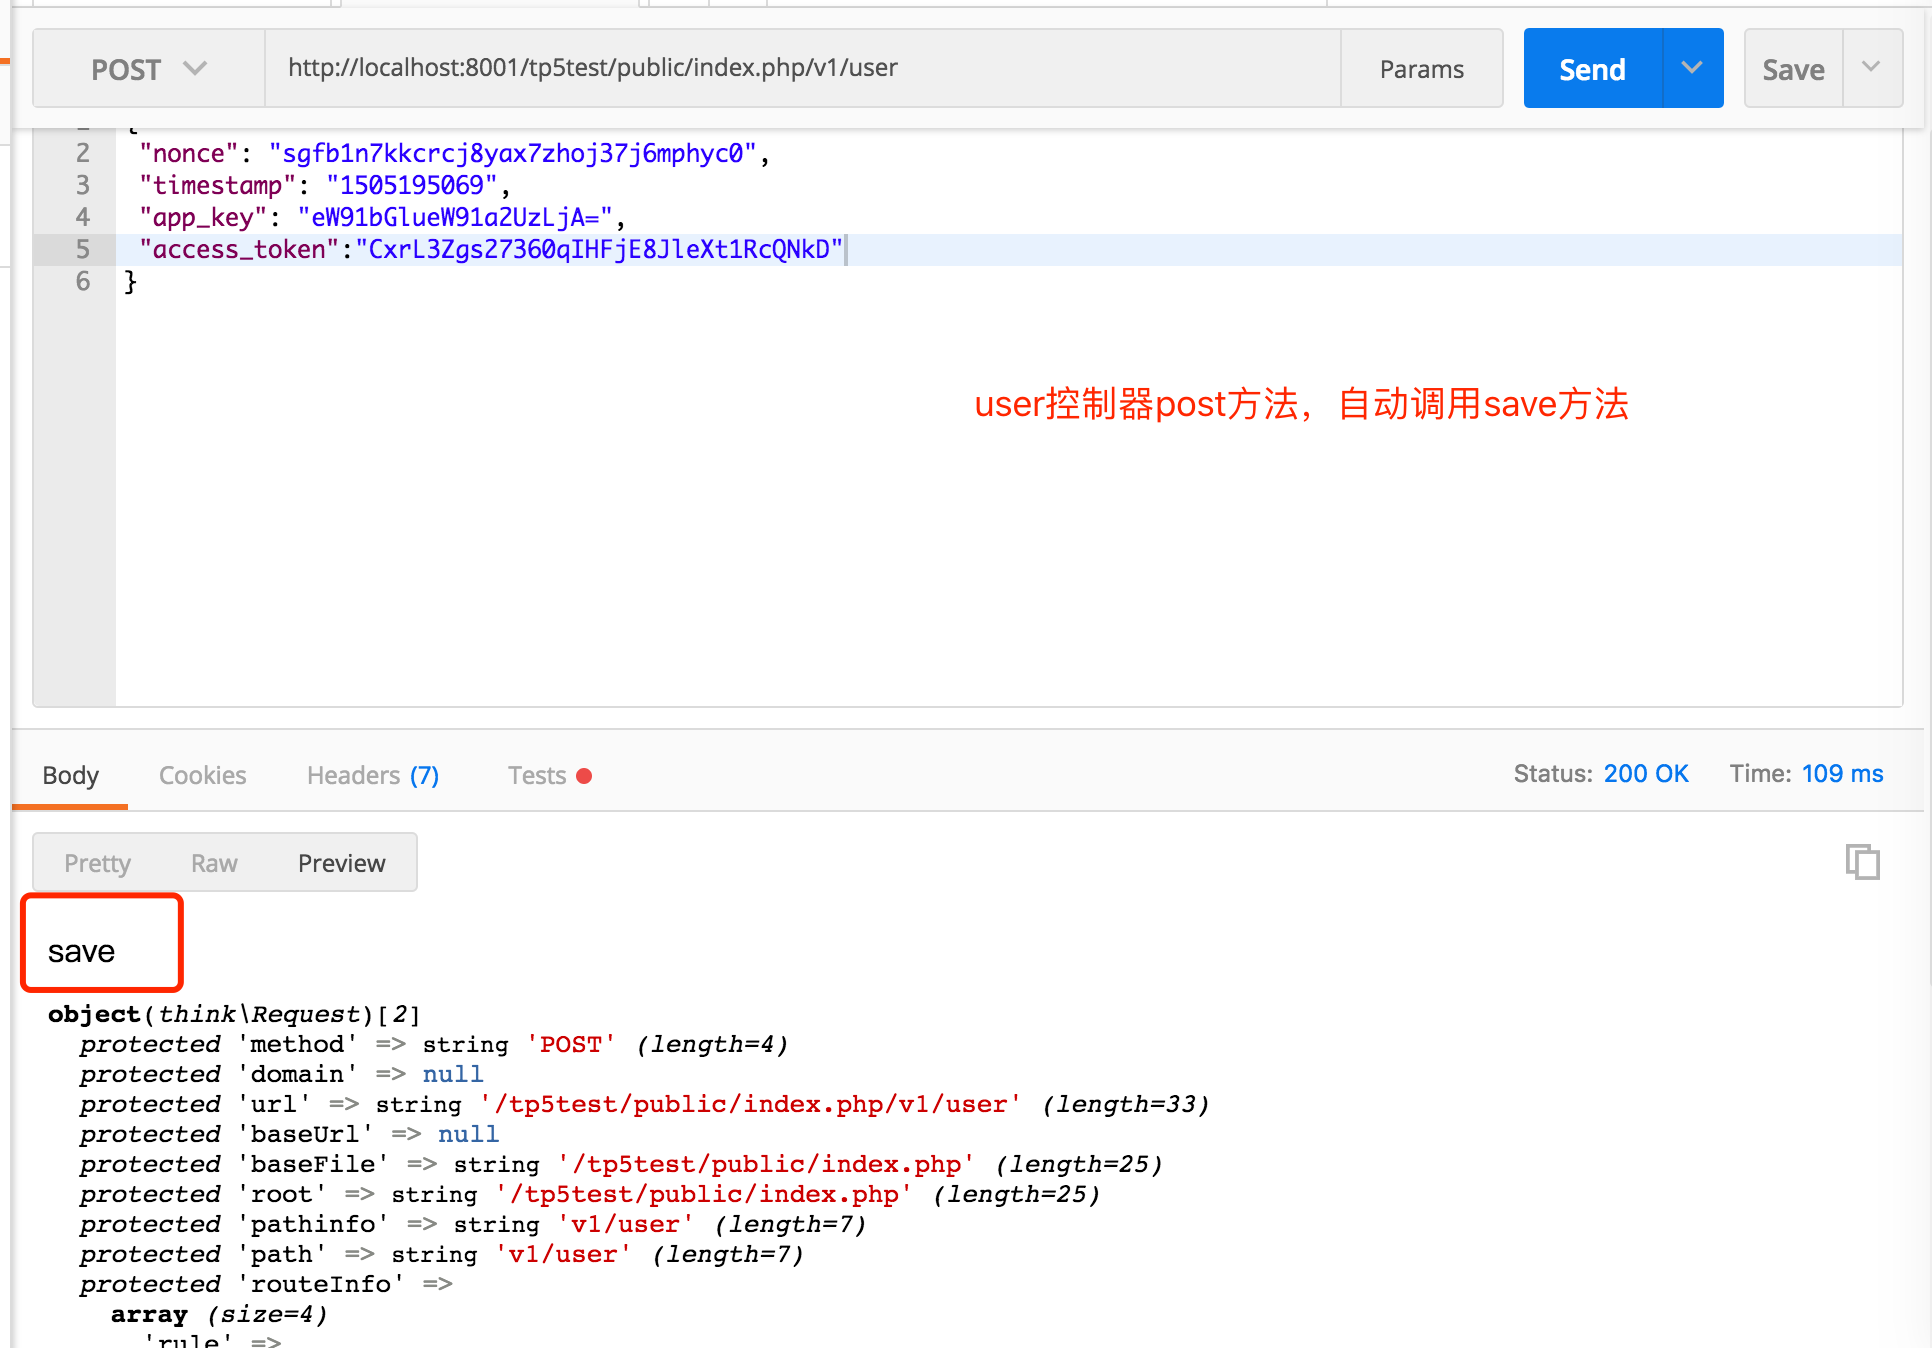 POST
http://localhost:8001/tp5test/public/index.php/v1/user
Params
Send
Save
2 "nonce": "sgfb1n7kkcrcj8yax7zhoj37j6mphyc0",
3 "timestamp": "1505195069",
4 "app_key": "eW91bGlueW91a2UzLjA=",
5 "access_token":"CxrL3Zgs27360qIHFjE8JleXt1RcQNkD"
6 }
user控制器post方法，自动调用save方法
Body Cookies Headers (7) Tests Status: 200 OK Time: 109 ms
Pretty Raw Preview
save
object(think\Request)[2]
protected 'method' => string 'POST' (length=4)
protected 'domain' => null
protected 'url' => string '/tp5test/public/index.php/v1/user' (length=33)
protected 'baseUrl' => null
protected 'baseFile' => string '/tp5test/public/index.php' (length=25)
protected 'root' => string '/tp5test/public/index.php' (length=25)
protected 'pathinfo' => string 'v1/user' (length=7)
protected 'path' => string 'v1/user' (length=7)
protected 'routeInfo' =>
array (size=4)
'rule' =>